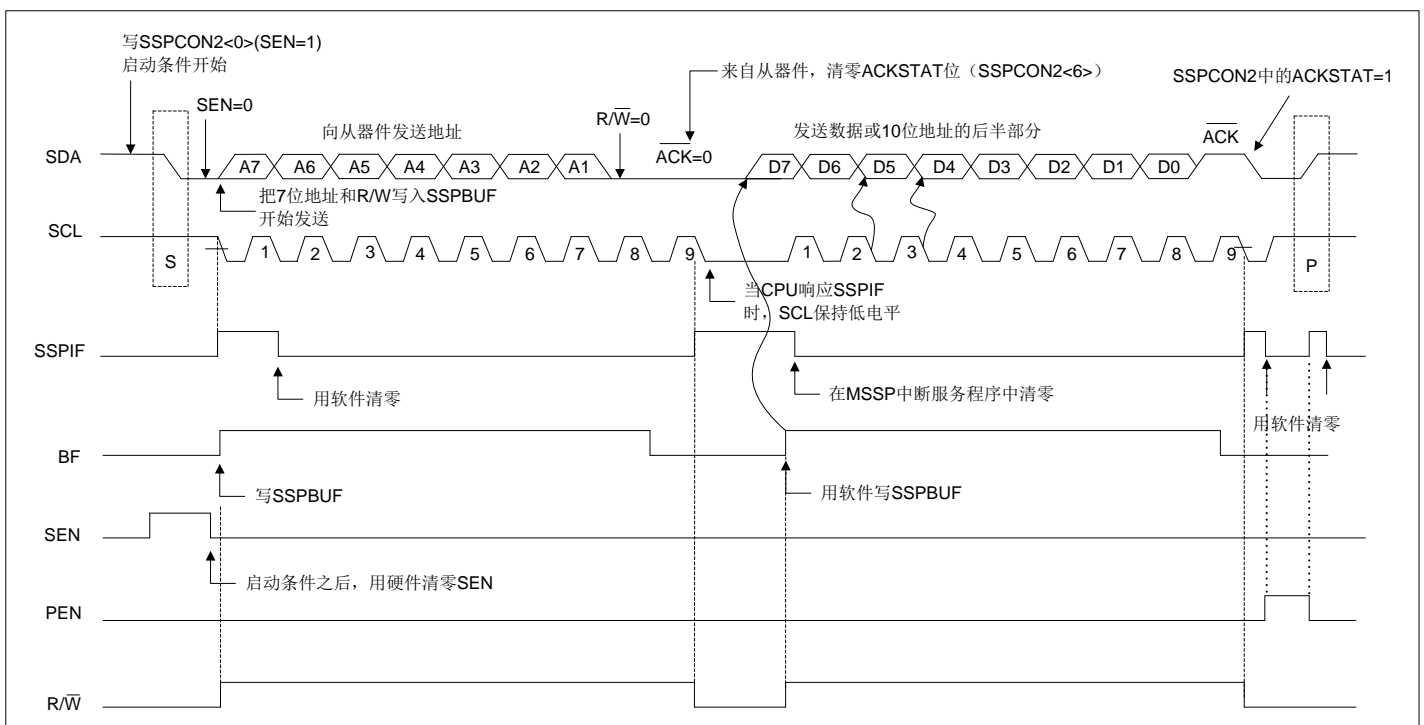 写SSPCON2<0>(SEN=1)
启动条件开始
来自从器件，清零ACKSTAT位（SSPCON2<6>）
SSPCON2中的ACKSTAT=1
SEN=0
R/W̅=0
向从器件发送地址
发送数据或10位地址的后半部分
A̅C̅K̅
SDA
A7 A6 A5 A4 A3 A2 A1
A̅C̅K̅=0
D7 D6 D5 D4 D3 D2 D1 D0
把7位地址和R/W写入SSPBUF
开始发送
SCL
S
1 2 3 4 5 6 7 8 9
1 2 3 4 5 6 7 8 9
P
当CPU响应SSPIF
时，SCL保持低电平
SSPIF
用软件清零
在MSSP中断服务程序中清零
用软件清零
BF
写SSPBUF
用软件写SSPBUF
SEN
启动条件之后，用硬件清零SEN
PEN
R/W̅